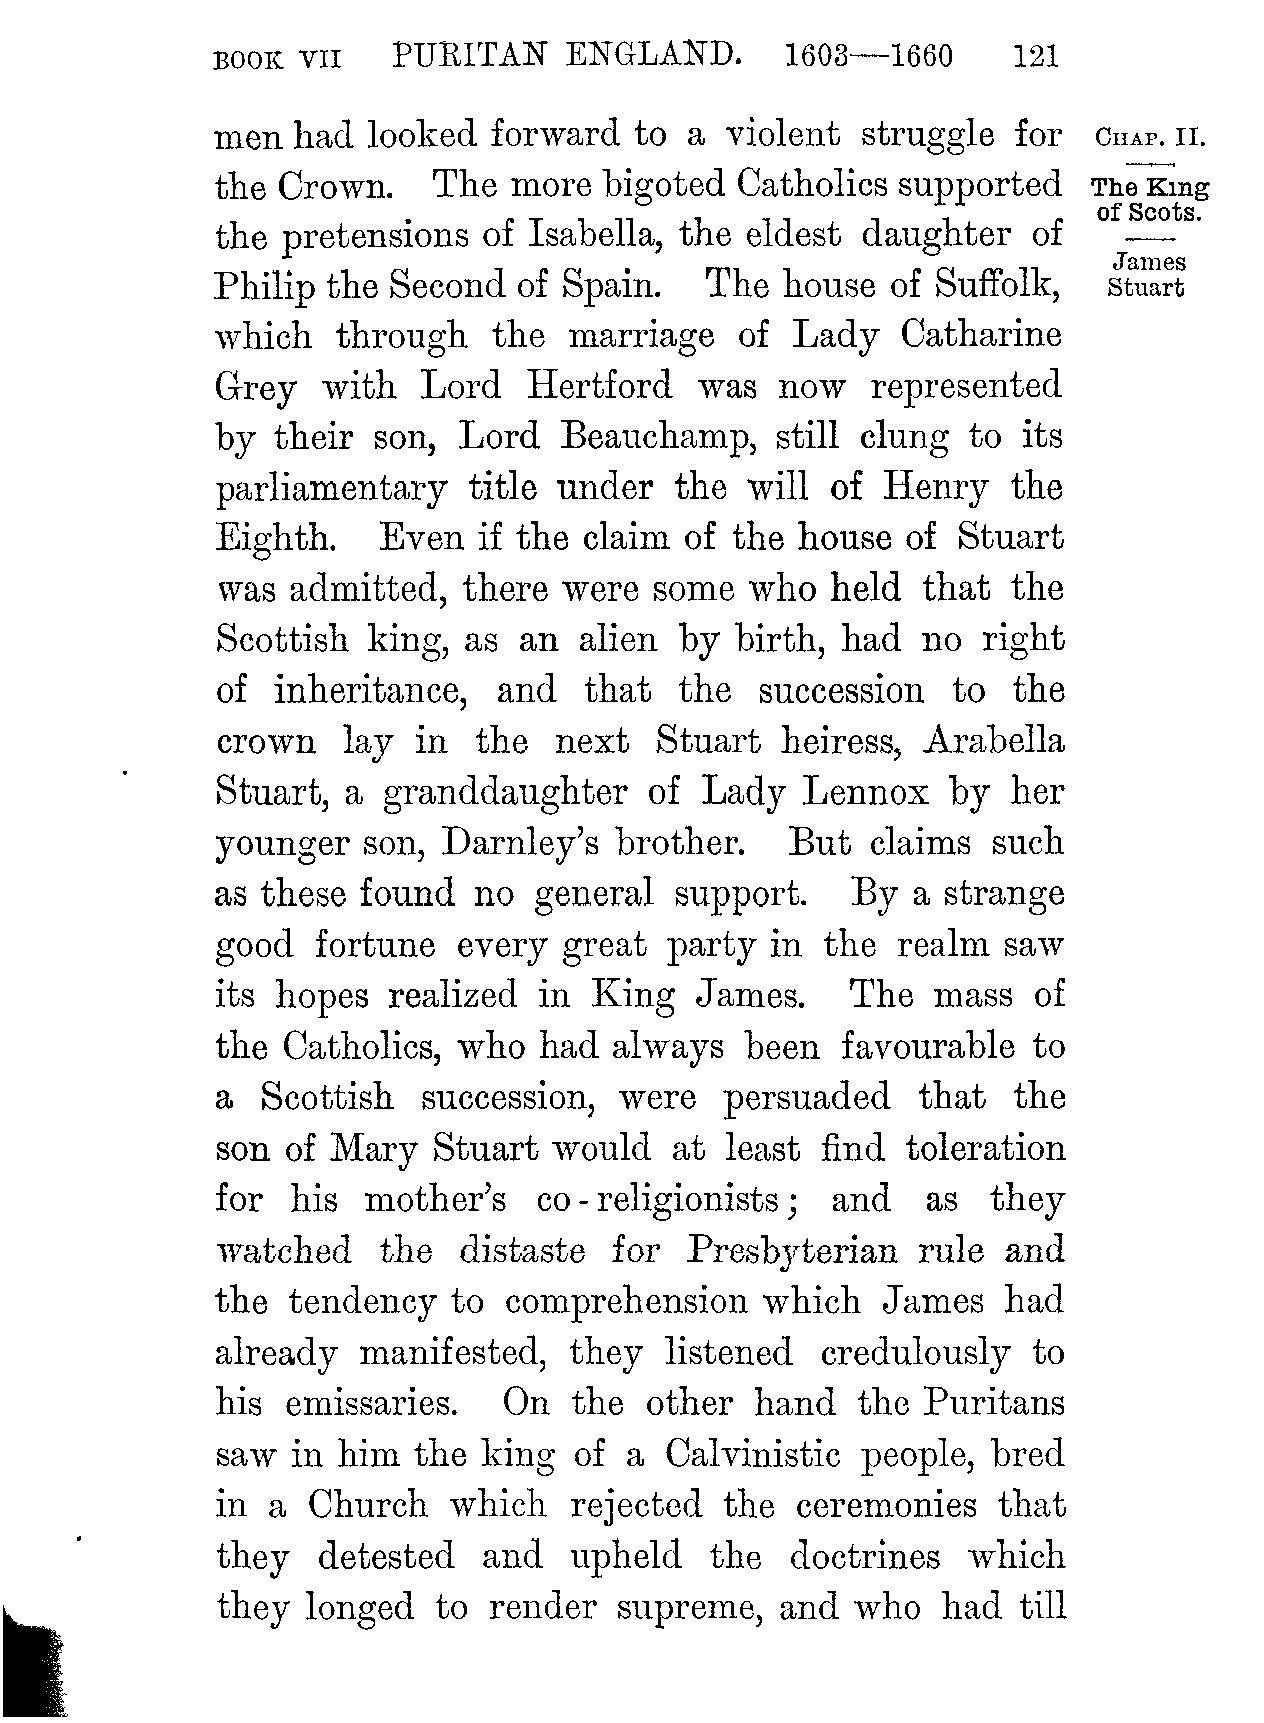 BOOK VII PURITAN ENGLAND. 1603—1660 121
men had looked forward to a violent struggle for
the Crown. The more bigoted Catholics supported
the pretensions of Isabella, the eldest daughter of
Philip the Second of Spain. The house of Suffolk,
which through the marriage of Lady Catharine
Grey with Lord Hertford was now represented
by their son, Lord Beauchamp, still clung to its
parliamentary title under the will of Henry the
Eighth. Even if the claim of the house of Stuart
was admitted, there were some who held that the
Scottish king, as an alien by birth, had no right
of inheritance, and that the succession to the
crown lay in the next Stuart heiress, Arabella
Stuart, a granddaughter of Lady Lennox by her
younger son, Darnley's brother. But claims such
as these found no general support. By a strange
good fortune every great party in the realm saw
its hopes realized in King James. The mass of
the Catholics, who had always been favourable to
a Scottish succession, were persuaded that the
son of Mary Stuart would at least find toleration
for his mother's co-religionists; and as they
watched the distaste for Presbyterian rule and
the tendency to comprehension which James had
already manifested, they listened credulously to
his emissaries. On the other hand the Puritans
saw in him the king of a Calvinistic people, bred
in a Church which rejected the ceremonies that
they detested and upheld the doctrines which
they longed to render supreme, and who had till
CHAP. II.
The King
of Scots.
James
Stuart